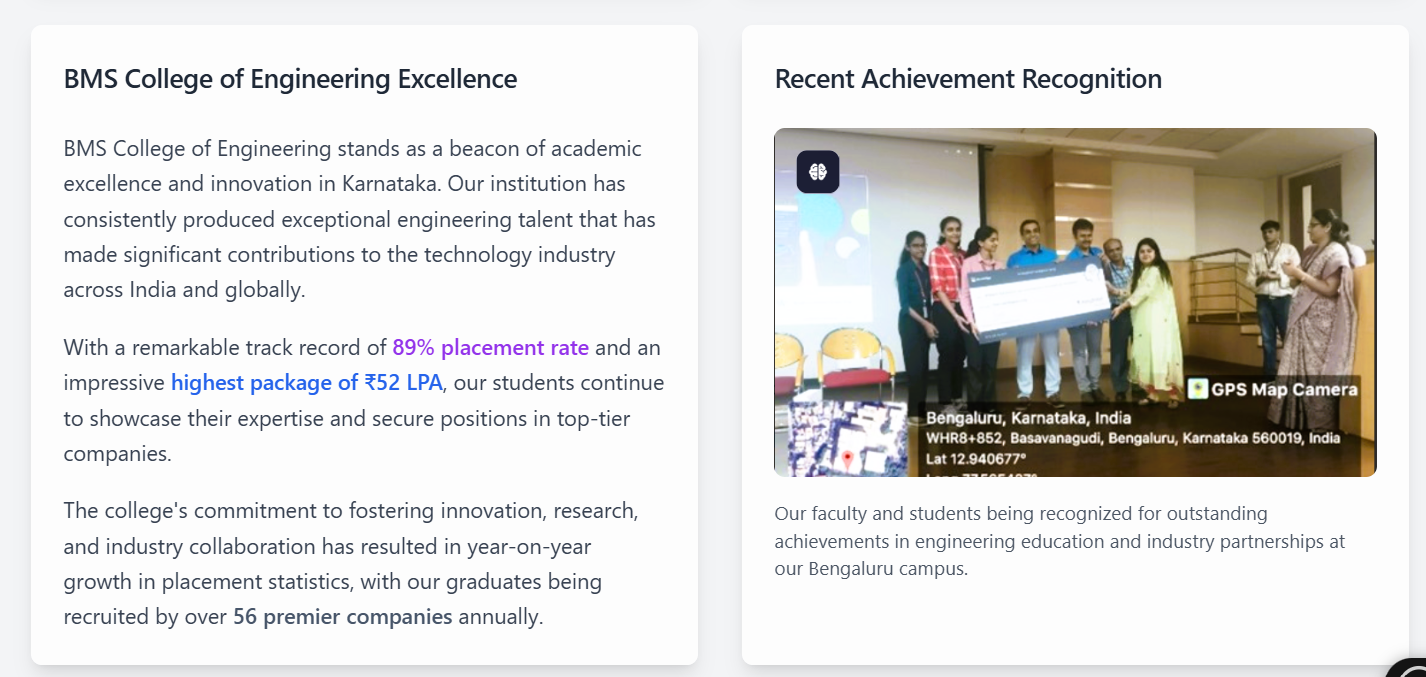 BMS College of Engineering Excellence
BMS College of Engineering stands as a beacon of academic
excellence and innovation in Karnataka. Our institution has
consistently produced exceptional engineering talent that has
made significant contributions to the technology industry
across India and globally.
With a remarkable track record of 89% placement rate and an
impressive highest package of ₹52 LPA, our students continue
to showcase their expertise and secure positions in top-tier
companies.
The college's commitment to fostering innovation, research,
and industry collaboration has resulted in year-on-year
growth in placement statistics, with our graduates being
recruited by over 56 premier companies annually.
Recent Achievement Recognition
GPS Map Camera
Bengaluru, Karnataka, India
WHR8+852, Basavanagudi, Bengaluru, Karnataka 560019, India
Lat 12.940677°
Our faculty and students being recognized for outstanding
achievements in engineering education and industry partnerships at
our Bengaluru campus.